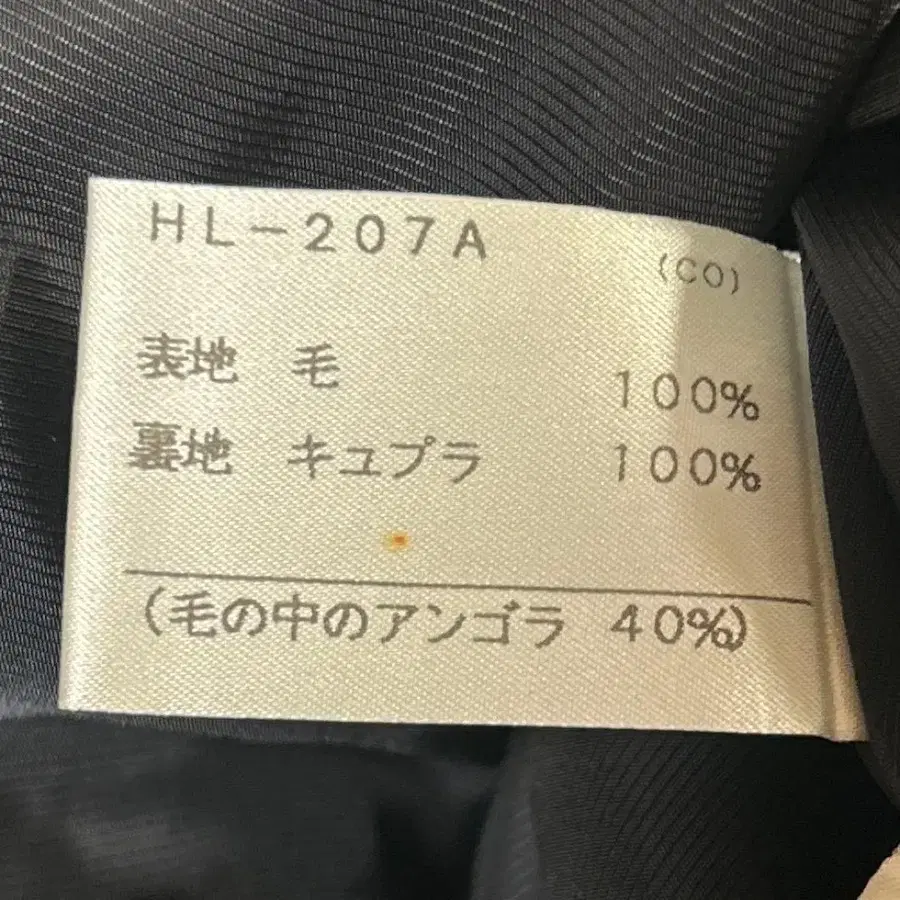 HL-207A
(CO)
表地 毛 100%
裏地 キュプラ 100%
(毛の中のアンゴラ 40%)